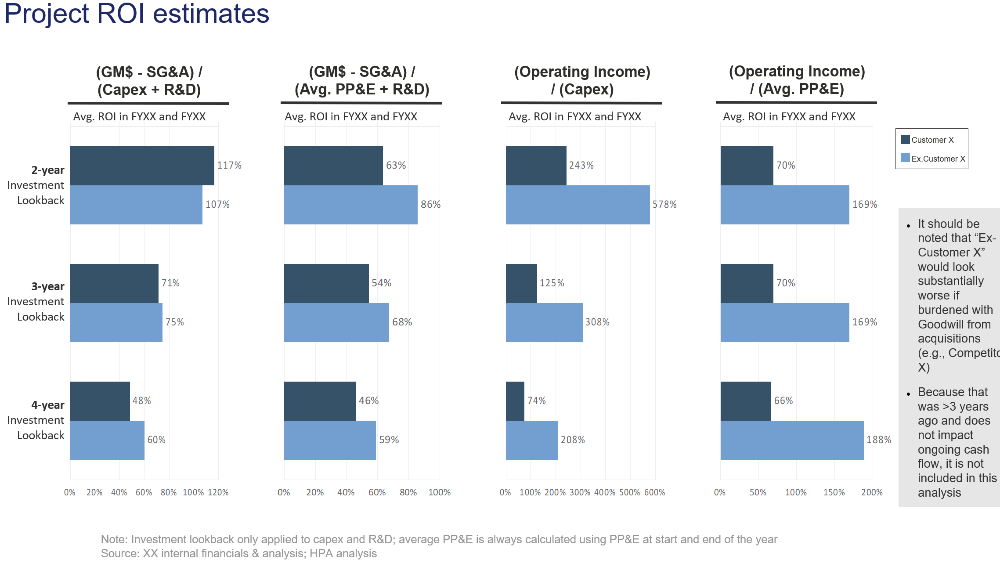 Project ROI estimates
(GM$ - SG&A) /
(Capex + R&D)
Avg. ROI in FYXX and FYXX
(GM$ - SG&A) /
(Avg. PP&E + R&D)
Avg. ROI in FYXX and FYXX
(Operating Income)
/ (Capex)
Avg. ROI in FYXX and FYXX
(Operating Income)
/ (Avg. PP&E)
Avg. ROI in FYXX and FYXX
Customer X
Ex.Customer X
2-year
Investment
Lookback
117%
107%
63%
86%
243%
578%
70%
169%
3-year
Investment
Lookback
71%
75%
54%
68%
125%
308%
70%
169%
4-year
Investment
Lookback
48%
60%
46%
59%
74%
208%
66%
188%
0% 20% 40% 60% 80% 100% 120%
0% 20% 40% 60% 80% 100%
0% 100% 200% 300% 400% 500% 600%
0% 50% 100% 150% 200%
• It should be
noted that “Ex-
Customer X”
would look
substantially
worse if
burdened with
Goodwill from
acquisitions
(e.g., Competito
X)
• Because that
was >3 years
ago and does
not impact
ongoing cash
flow, it is not
included in this
analysis
Note: Investment lookback only applied to capex and R&D; average PP&E is always calculated using PP&E at start and end of the year
Source: XX internal financials & analysis; HPA analysis